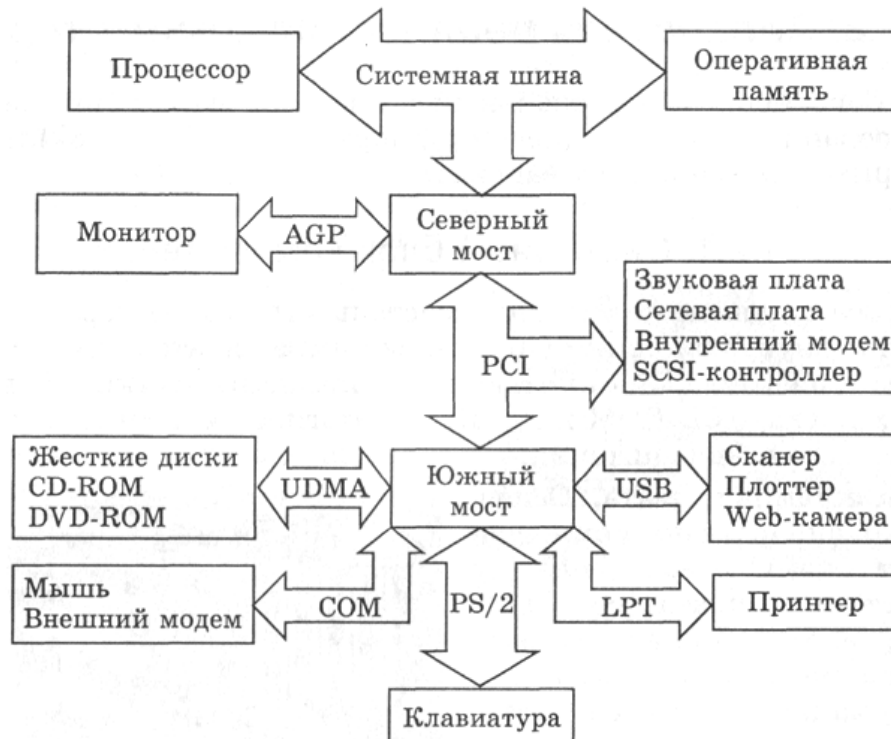 Процессор
Системная шина
Оперативная
память
Монитор
AGP
Северный
мост
Звуковая плата
Сетевая плата
Внутренний модем
SCSI-контроллер
PCI
Жесткие диски
CD-ROM
DVD-ROM
UDMA
Южный
мост
USB
Сканер
Плоттер
Web-камера
Мышь
Внешний модем
COM
PS/2
LPT
Принтер
Клавиатура